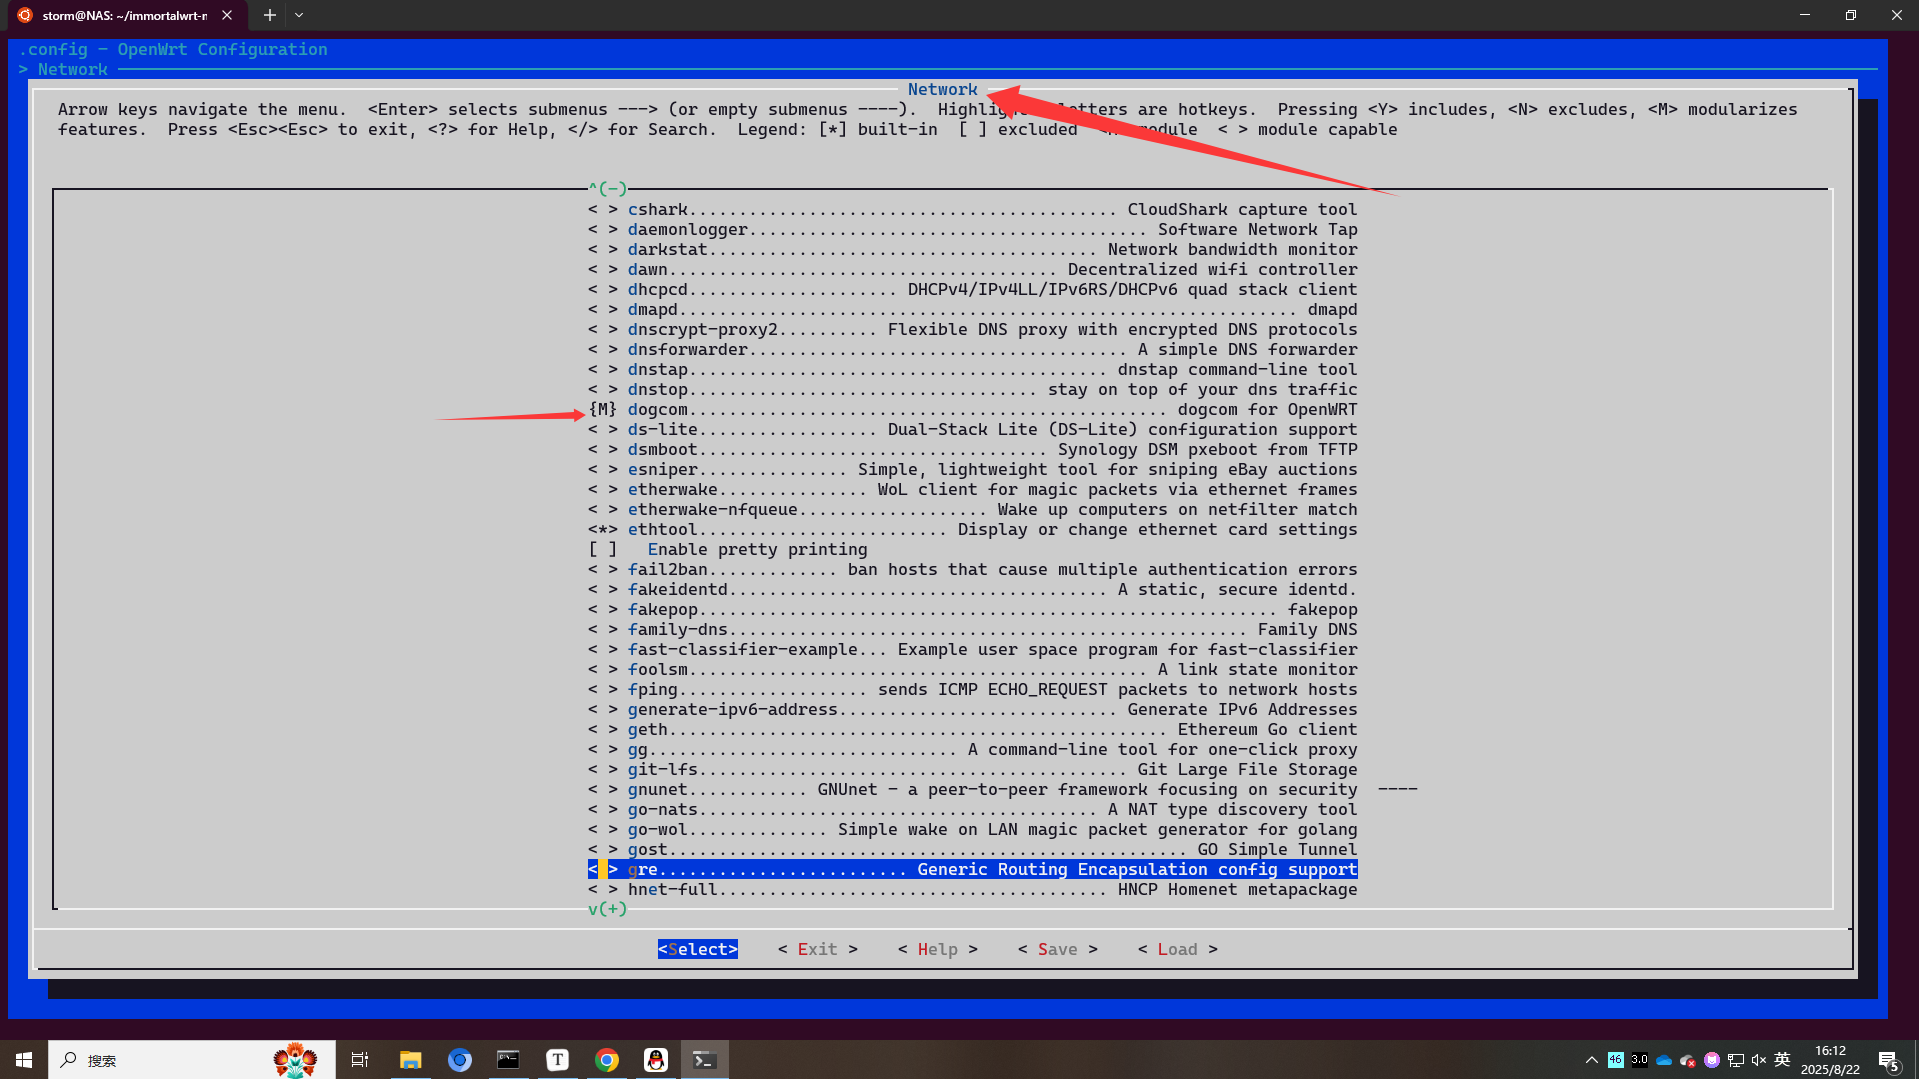 storm@NAS: ~/immortalwrt-n
.config - OpenWrt Configuration
> Network
Network
Arrow keys navigate the menu.  <Enter> selects submenus ---> (or empty submenus ----).  Highlig letters are hotkeys.  Pressing <Y> includes, <N> excludes, <M> modularizes
features.  Press <Esc><Esc> to exit, <?> for Help, </> for Search.  Legend: [*] built-in  [ ] excluded  <M> module  < > module capable
^(-)
< > cshark........................................... CloudShark capture tool
< > daemonlogger........................................ Software Network Tap
< > darkstat....................................... Network bandwidth monitor
< > dawn....................................... Decentralized wifi controller
< > dhcpcd..................... DHCPv4/IPv4LL/IPv6RS/DHCPv6 quad stack client
< > dmapd.............................................................. dmapd
< > dnscrypt-proxy2.......... Flexible DNS proxy with encrypted DNS protocols
< > dnsforwarder...................................... A simple DNS forwarder
< > dnstap.......................................... dnstap command-line tool
< > dnstop................................... stay on top of your dns traffic
{M} dogcom................................................ dogcom for OpenWRT
< > ds-lite.................. Dual-Stack Lite (DS-Lite) configuration support
< > dsmboot................................... Synology DSM pxeboot from TFTP
< > esniper............... Simple, lightweight tool for sniping eBay auctions
< > etherwake............... WoL client for magic packets via ethernet frames
< > etherwake-nfqueue................... Wake up computers on netfilter match
<*> ethtool......................... Display or change ethernet card settings
[ ]   Enable pretty printing
< > fail2ban............. ban hosts that cause multiple authentication errors
< > fakeidentd...................................... A static, secure identd.
< > fakepop.......................................................... fakepop
< > family-dns.................................................... Family DNS
< > fast-classifier-example... Example user space program for fast-classifier
< > foolsm.............................................. A link state monitor
< > fping................... sends ICMP ECHO_REQUEST packets to network hosts
< > generate-ipv6-address............................ Generate IPv6 Addresses
< > geth.................................................. Ethereum Go client
< > gg............................... A command-line tool for one-click proxy
< > git-lfs........................................... Git Large File Storage
< > gnunet............ GNUnet - a peer-to-peer framework focusing on security  ----
< > go-nats........................................ A NAT type discovery tool
< > go-wol.............. Simple wake on LAN magic packet generator for golang
< > gost.................................................... GO Simple Tunnel
< > gre......................... Generic Routing Encapsulation config support
< > hnet-full....................................... HNCP Homenet metapackage
v(+)
<Select>    < Exit >    < Help >    < Save >    < Load >
搜索
46
3.0
英
16:12
2025/8/22
5